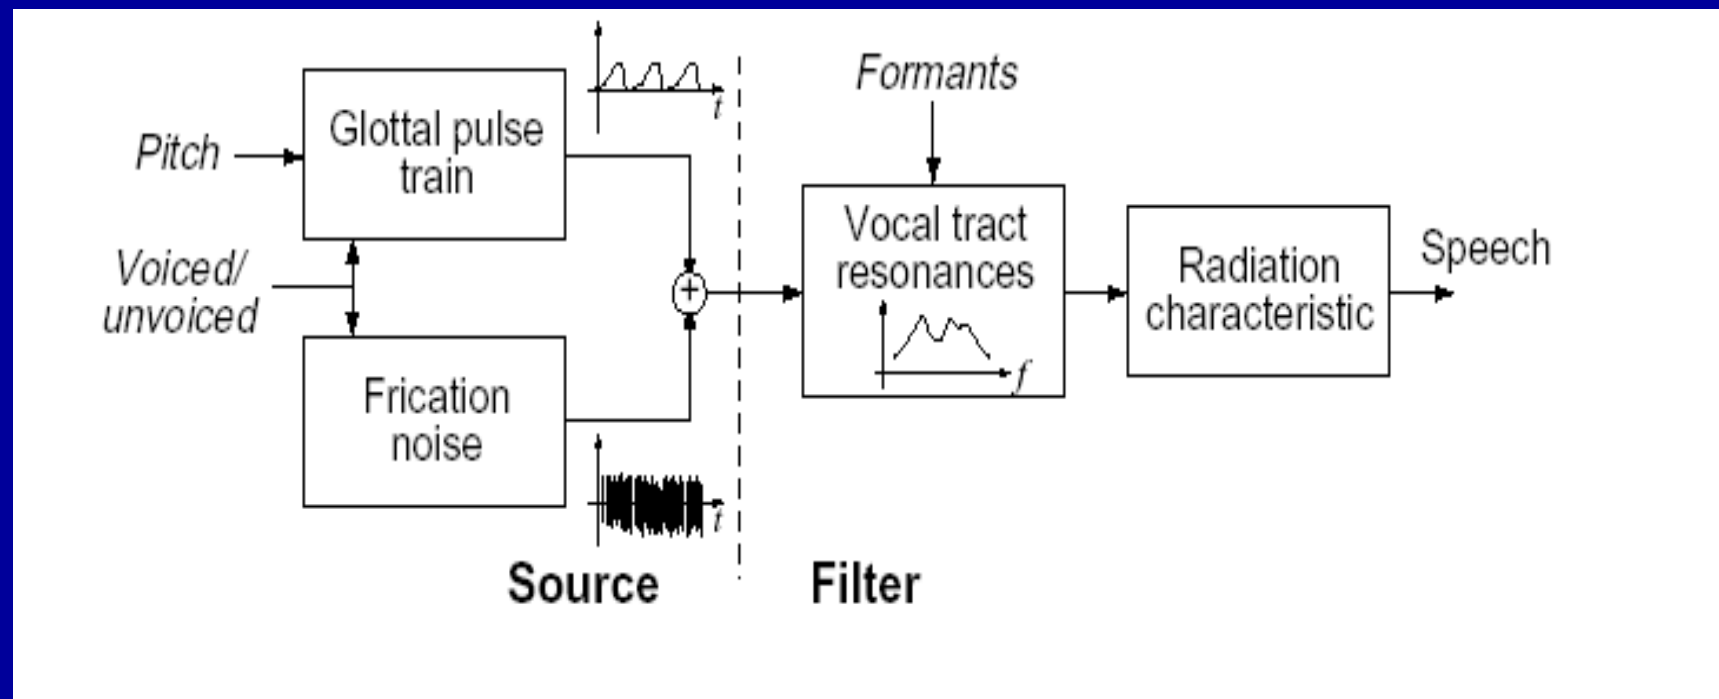 Pitch
Glottal pulse
train
t
Voiced/
unvoiced
Frication
noise
t
+
Formants
Vocal tract
resonances
f
Radiation
characteristic
Speech
Source
Filter